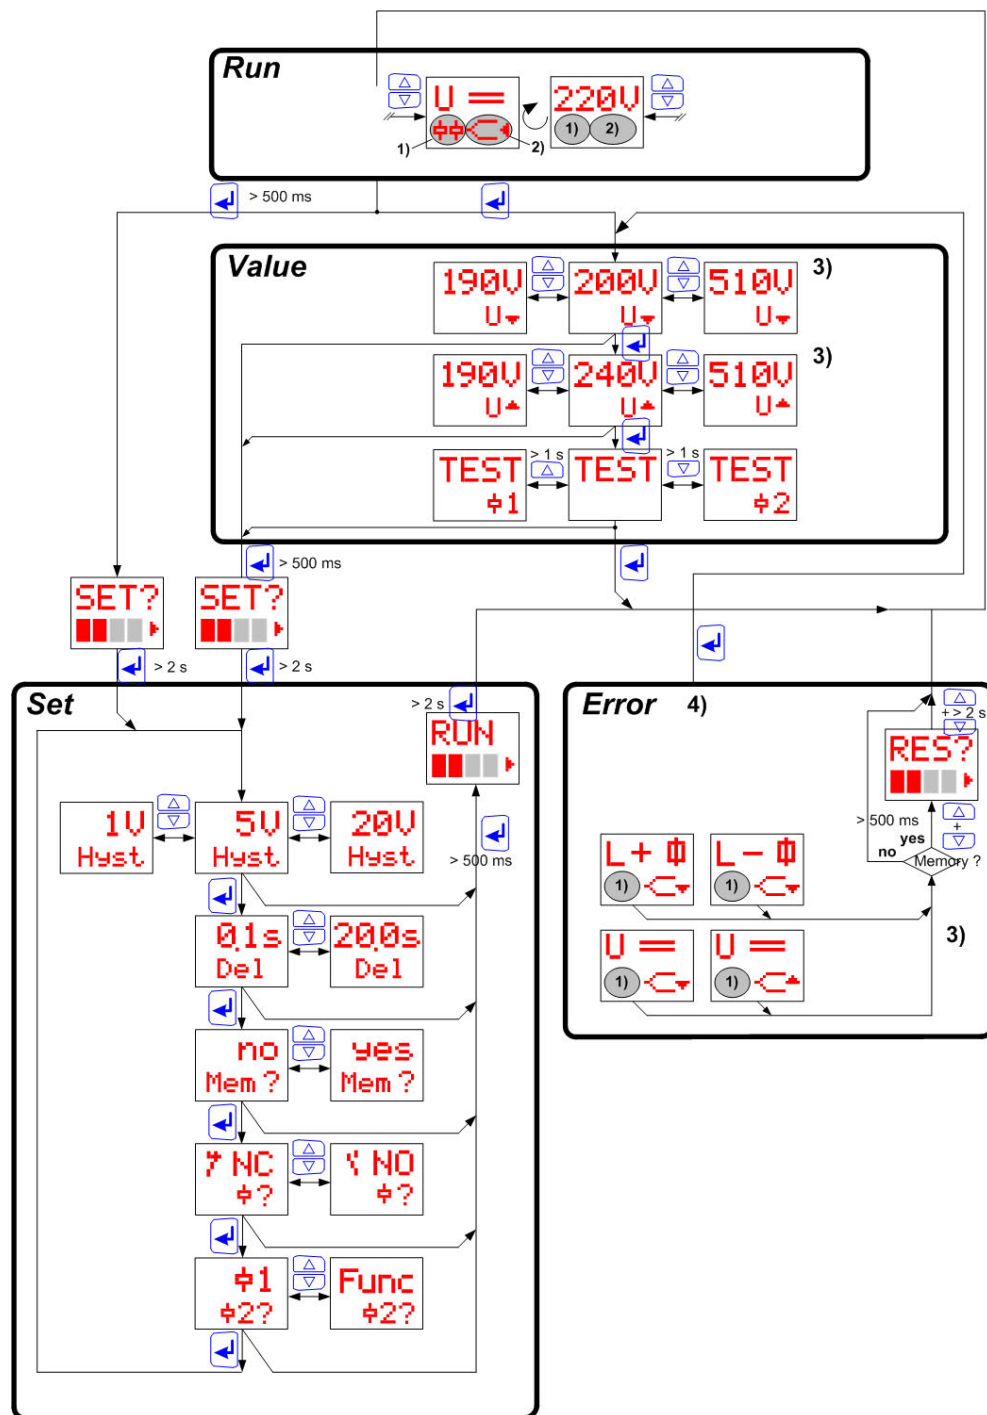 Run
U =
220V
1) 2)
1) 2)
> 500 ms
Value
190V 200V 510V 3)
U U U
190V 240V 510V 3)
U U U
> 1 s > 1 s
TEST TEST TEST
1 2
> 500 ms
SET? SET?
> 2 s > 2 s
Set
> 2 s
RUN
1V 5V 20V
Hyst Hyst Hyst
> 500 ms
0.1s 20.0s
Del Del
no yes
Mem? Mem?
NC NO
? ?
1 Func
2? 2?
Error 4)
+ > 2 s
RES?
> 500 ms
+
yes
no
Memory ?
L + L -
1) 1)
3)
U = U =
1) 1)